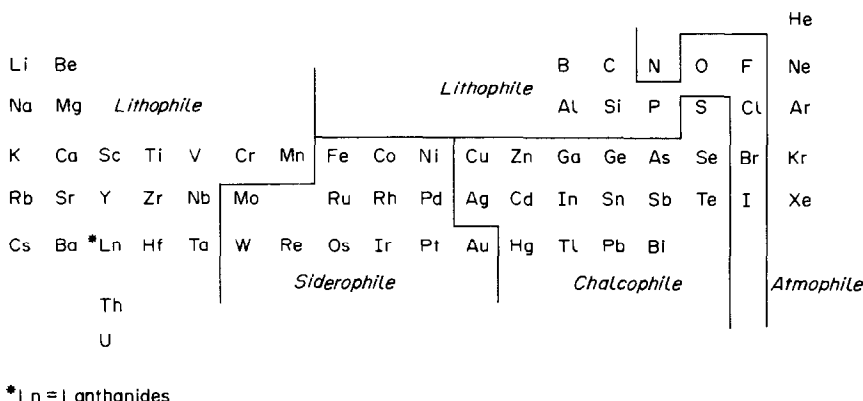 He
Li Be B C N O F Ne
Na Mg Lithophile Lithophile Al Si P S Cl Ar
K Ca Sc Ti V Cr Mn Fe Co Ni Cu Zn Ga Ge As Se Br Kr
Rb Sr Y Zr Nb Mo Ru Rh Pd Ag Cd In Sn Sb Te I Xe
Cs Ba *Ln Hf Ta W Re Os Ir Pt Au Hg Tl Pb Bi
Siderophile Chalcophile Atmophile
Th
U
*Ln = Lanthanides